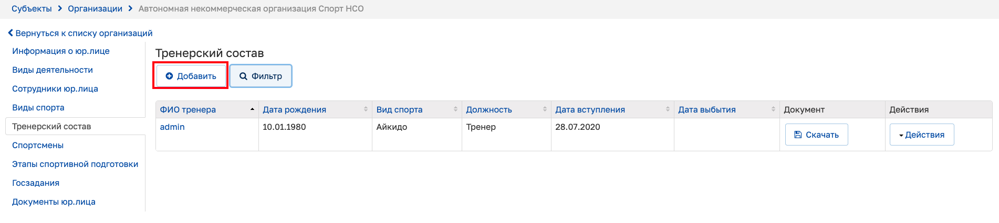 Субъекты Организации Автономная некоммерческая организация Спорт НСО
Вернуться к списку организаций
Информация о юр.лице
Виды деятельности
Сотрудники юр.лица
Виды спорта
Тренерский состав
Спортсмены
Этапы спортивной подготовки
Госзадания
Документы юр.лица
Тренерский состав
Добавить Фильтр
ФИО тренера Дата рождения Вид спорта Должность Дата вступления Дата выбытия Документ Действия
admin 10.01.1980 Айкидо Тренер 28.07.2020 Скачать Действия